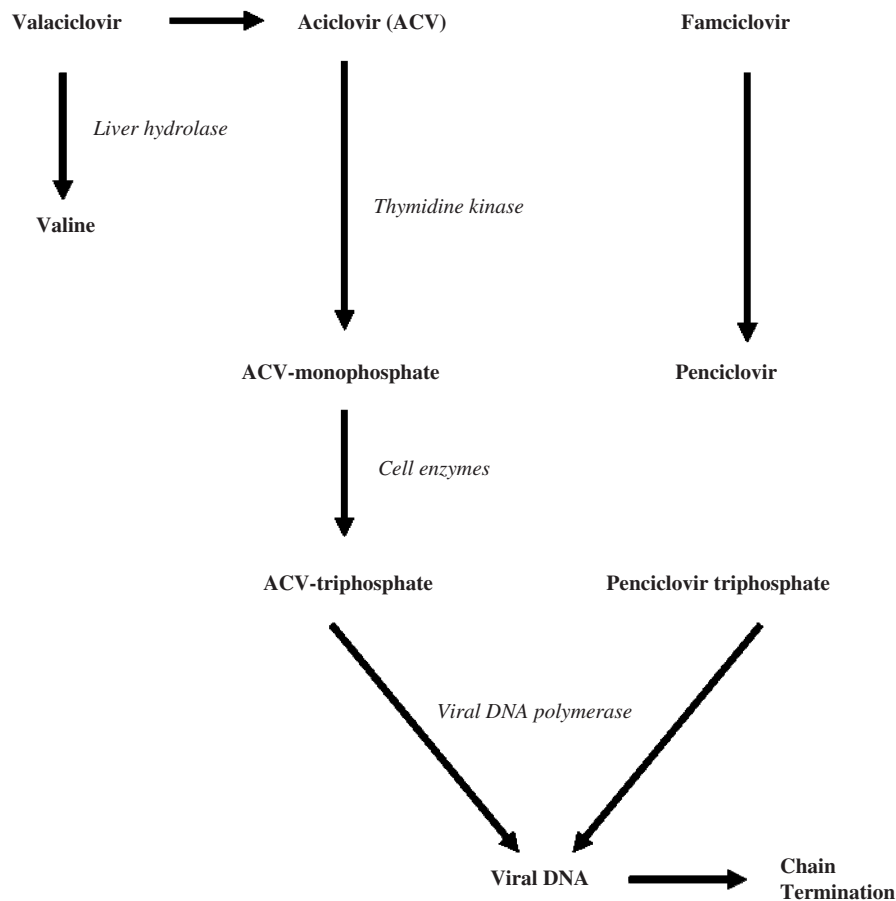 Valaciclovir
Aciclovir (ACV)
Famciclovir
Liver hydrolase
Thymidine kinase
Valine
ACV-monophosphate
Penciclovir
Cell enzymes
ACV-triphosphate
Penciclovir triphosphate
Viral DNA polymerase
Viral DNA
Chain
Termination